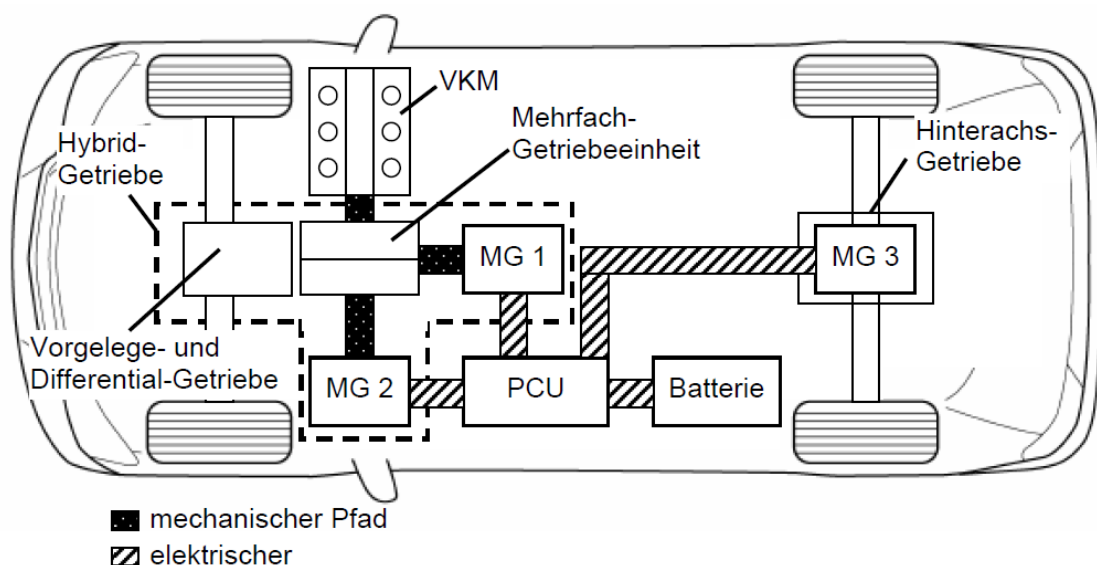 VKM
Mehrfach-
Getriebeeinheit
Hybrid-
Getriebe
Hinterachs-
Getriebe
MG 1
MG 3
Vorgelege- und
Differential-Getriebe
MG 2
PCU
Batterie
mechanischer Pfad
elektrischer